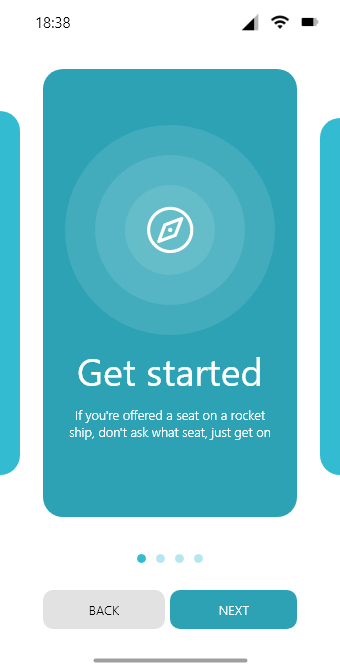 18:38
Get started
If you're offered a seat on a rocket
ship, don't ask what seat, just get on
BACK
NEXT